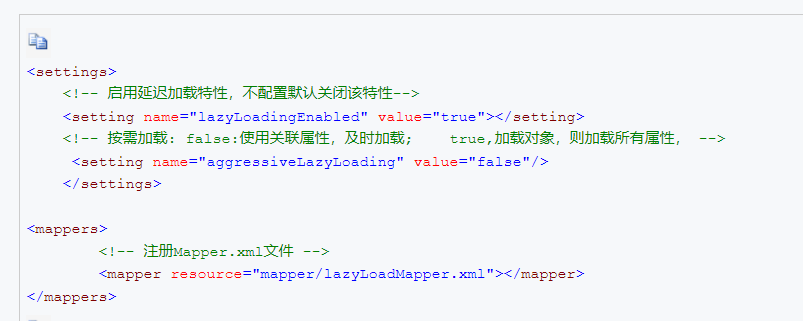 <settings>
    <!-- 启用延迟加载特性，不配置默认关闭该特性-->
    <setting name="lazyLoadingEnabled" value="true"></setting>
    <!-- 按需加载: false:使用关联属性，及时加载;    true,加载对象，则加载所有属性， -->
     <setting name="aggressiveLazyLoading" value="false"/>
    </settings>

<mappers>
        <!-- 注册Mapper.xml文件 -->
        <mapper resource="mapper/lazyLoadMapper.xml"></mapper>
</mappers>